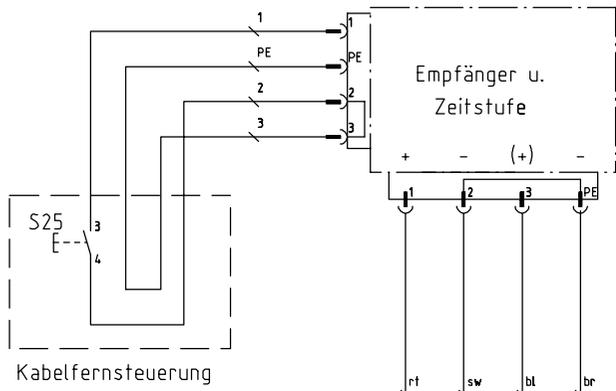 1
PE
2
3
1
PE
2
3
Empfänger u.
Zeitstufe
+ - (+) -
1 2 3 PE
S25
3
4
Kabelfernsteuerung
rt sw bl br